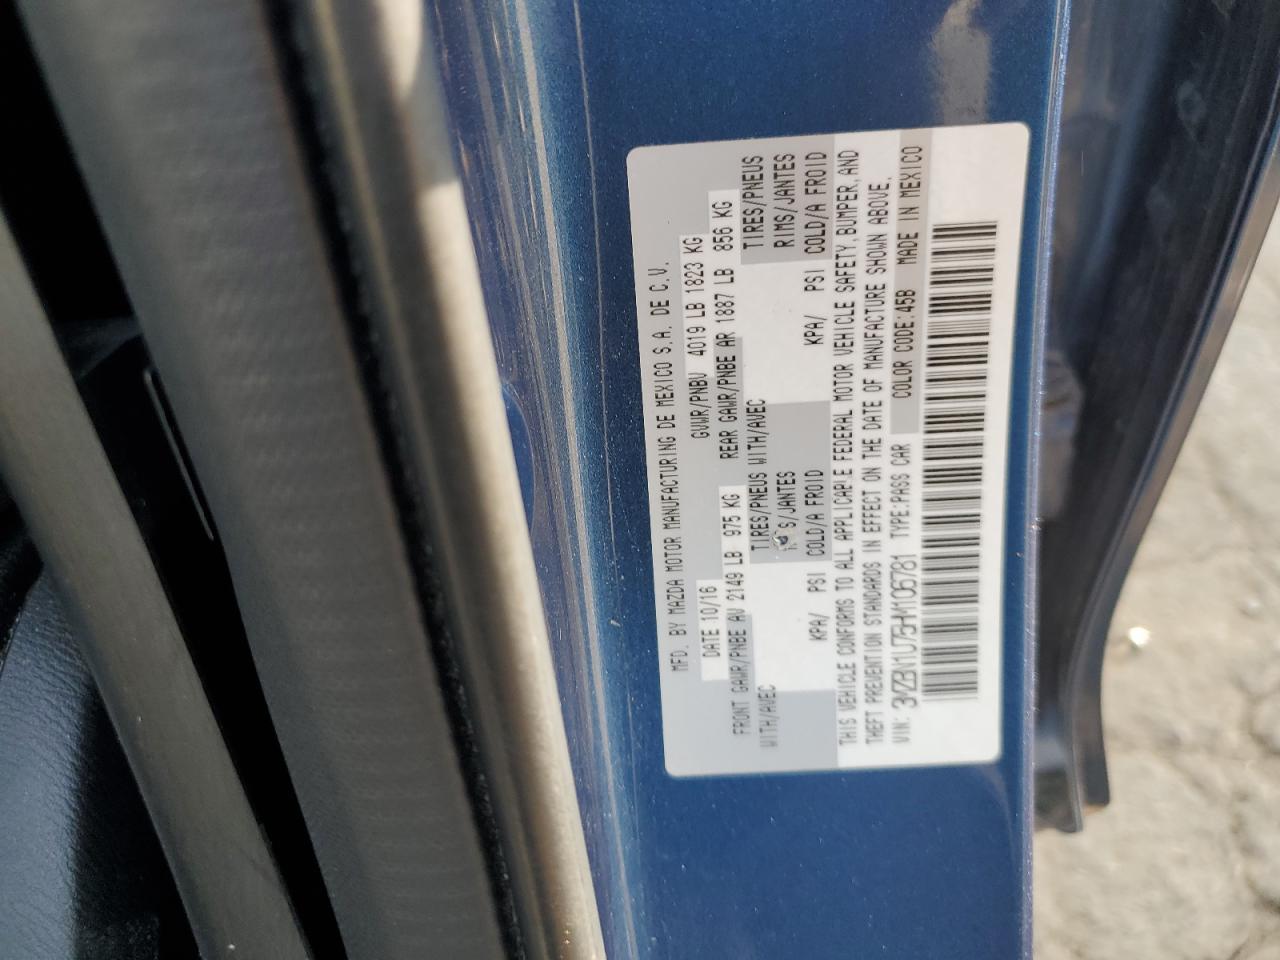 MFD. BY MAZDA MOTOR MANUFACTURING DE MEXICO S.A. DE C.V.
DATE 10/16 GVWR/PNBV 4019 LB 1823 KG
FRONT GAWR/PNBE AV 2149 LB 975 KG REAR GAWR/PNBE AR 1887 LB 856 KG
WITH/AVEC TIRES/PNEUS WITH/AVEC TIRES/PNEUS
S/JANTES RIMS/JANTES
KPA/ PSI COLD/A FROID KPA/ PSI COLD/A FROID
THIS VEHICLE CONFORMS TO ALL APPLICABLE FEDERAL MOTOR VEHICLE SAFETY, BUMPER, AND
THEFT PREVENTION STANDARDS IN EFFECT ON THE DATE OF MANUFACTURE SHOWN ABOVE.
VIN: 3MZBN1U75HM106781 TYPE:PASS CAR COLOR CODE:45B MADE IN MEXICO